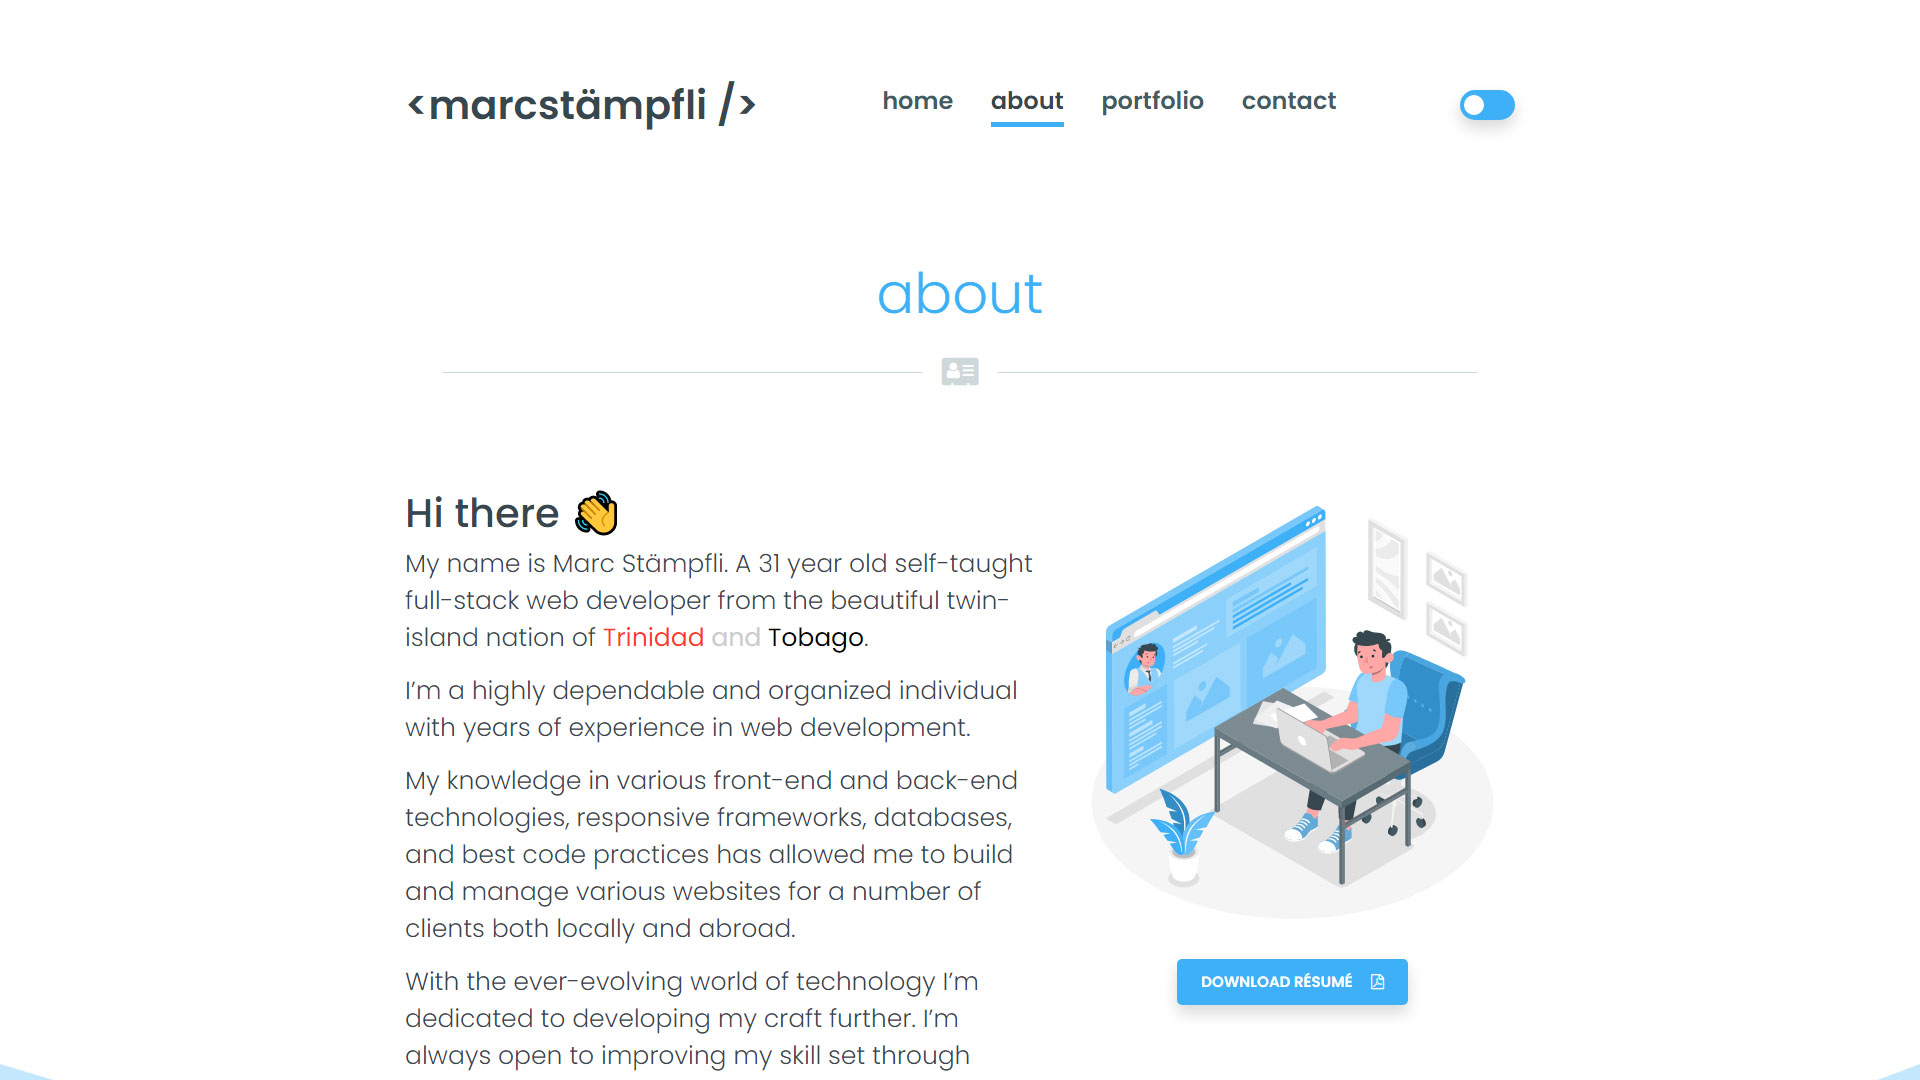 <marcstämpfli />
home about portfolio contact
about
Hi there 👋
My name is Marc Stämpfli. A 31 year old self-taught
full-stack web developer from the beautiful twin-
island nation of Trinidad and Tobago.
I’m a highly dependable and organized individual
with years of experience in web development.
My knowledge in various front-end and back-end
technologies, responsive frameworks, databases,
and best code practices has allowed me to build
and manage various websites for a number of
clients both locally and abroad.
With the ever-evolving world of technology I’m
dedicated to developing my craft further. I’m
always open to improving my skill set through
DOWNLOAD RÉSUMÉ